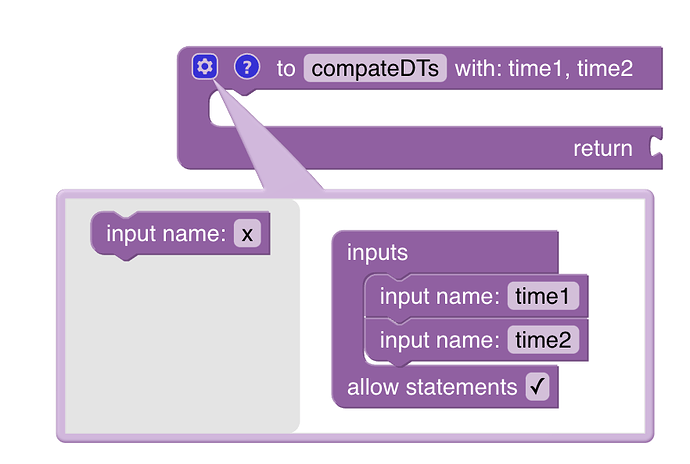 ? to compateDTs with: time1, time2
return
input name: x
inputs
input name: time1
input name: time2
allow statements ✓